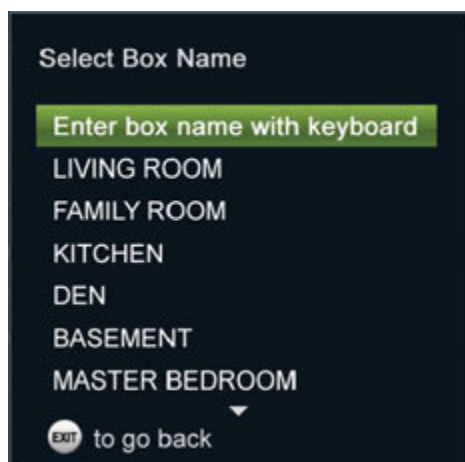 Select Box Name
Enter box name with keyboard
LIVING ROOM
FAMILY ROOM
KITCHEN
DEN
BASEMENT
MASTER BEDROOM
EXIT to go back